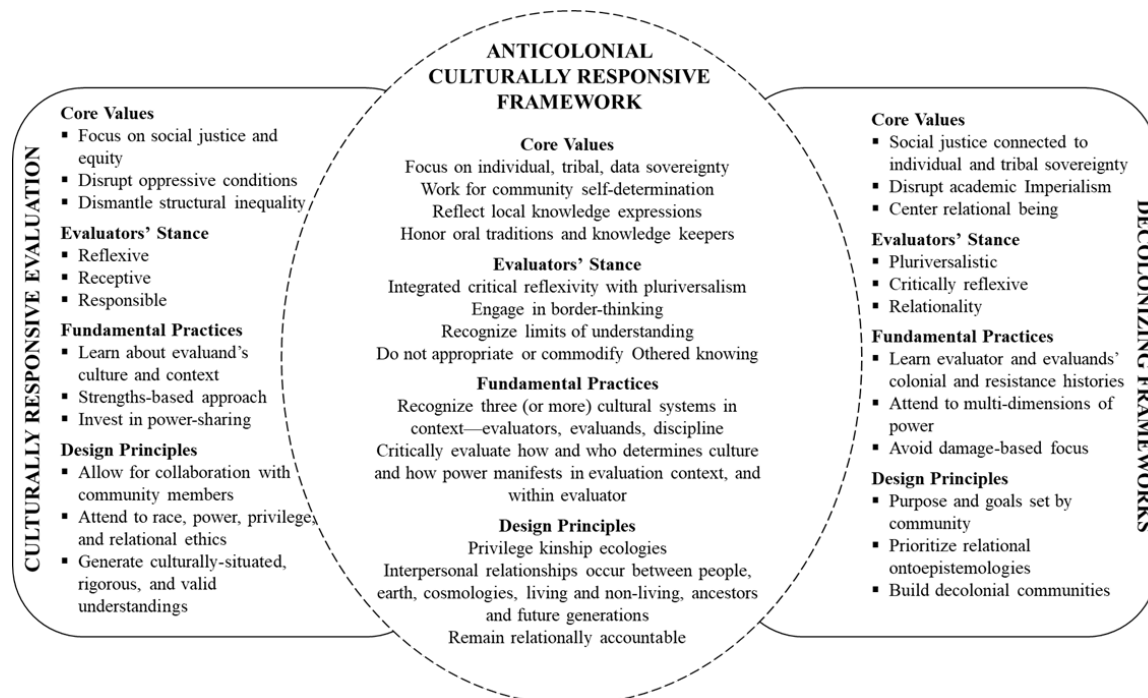 CULTURALLY RESPONSIVE EVALUATION
Core Values
▪ Focus on social justice and
equity
▪ Disrupt oppressive conditions
▪ Dismantle structural inequality
Evaluators’ Stance
▪ Reflexive
▪ Receptive
▪ Responsible
Fundamental Practices
▪ Learn about evaluand’s
culture and context
▪ Strengths-based approach
▪ Invest in power-sharing
Design Principles
▪ Allow for collaboration with
community members
▪ Attend to race, power, privilege,
and relational ethics
▪ Generate culturally-situated,
rigorous, and valid
understandings
ANTICOLONIAL
CULTURALLY RESPONSIVE
FRAMEWORK
Core Values
Focus on individual, tribal, data sovereignty
Work for community self-determination
Reflect local knowledge expressions
Honor oral traditions and knowledge keepers
Evaluators’ Stance
Integrated critical reflexivity with pluriversalism
Engage in border-thinking
Recognize limits of understanding
Do not appropriate or commodify Othered knowing
Fundamental Practices
Recognize three (or more) cultural systems in
context—evaluators, evaluands, discipline
Critically evaluate how and who determines culture
and how power manifests in evaluation context, and
within evaluator
Design Principles
Privilege kinship ecologies
Interpersonal relationships occur between people,
earth, cosmologies, living and non-living, ancestors
and future generations
Remain relationally accountable
Core Values
▪ Social justice connected to
individual and tribal sovereignty
▪ Disrupt academic Imperialism
▪ Center relational being
Evaluators’ Stance
▪ Pluriversalistic
▪ Critically reflexive
▪ Relationality
Fundamental Practices
▪ Learn evaluator and evaluands’
colonial and resistance histories
▪ Attend to multi-dimensions of
power
▪ Avoid damage-based focus
Design Principles
▪ Purpose and goals set by
community
▪ Prioritize relational
ontoepistemologies
▪ Build decolonial communities
DECOLONIZING FRAMEWORKS